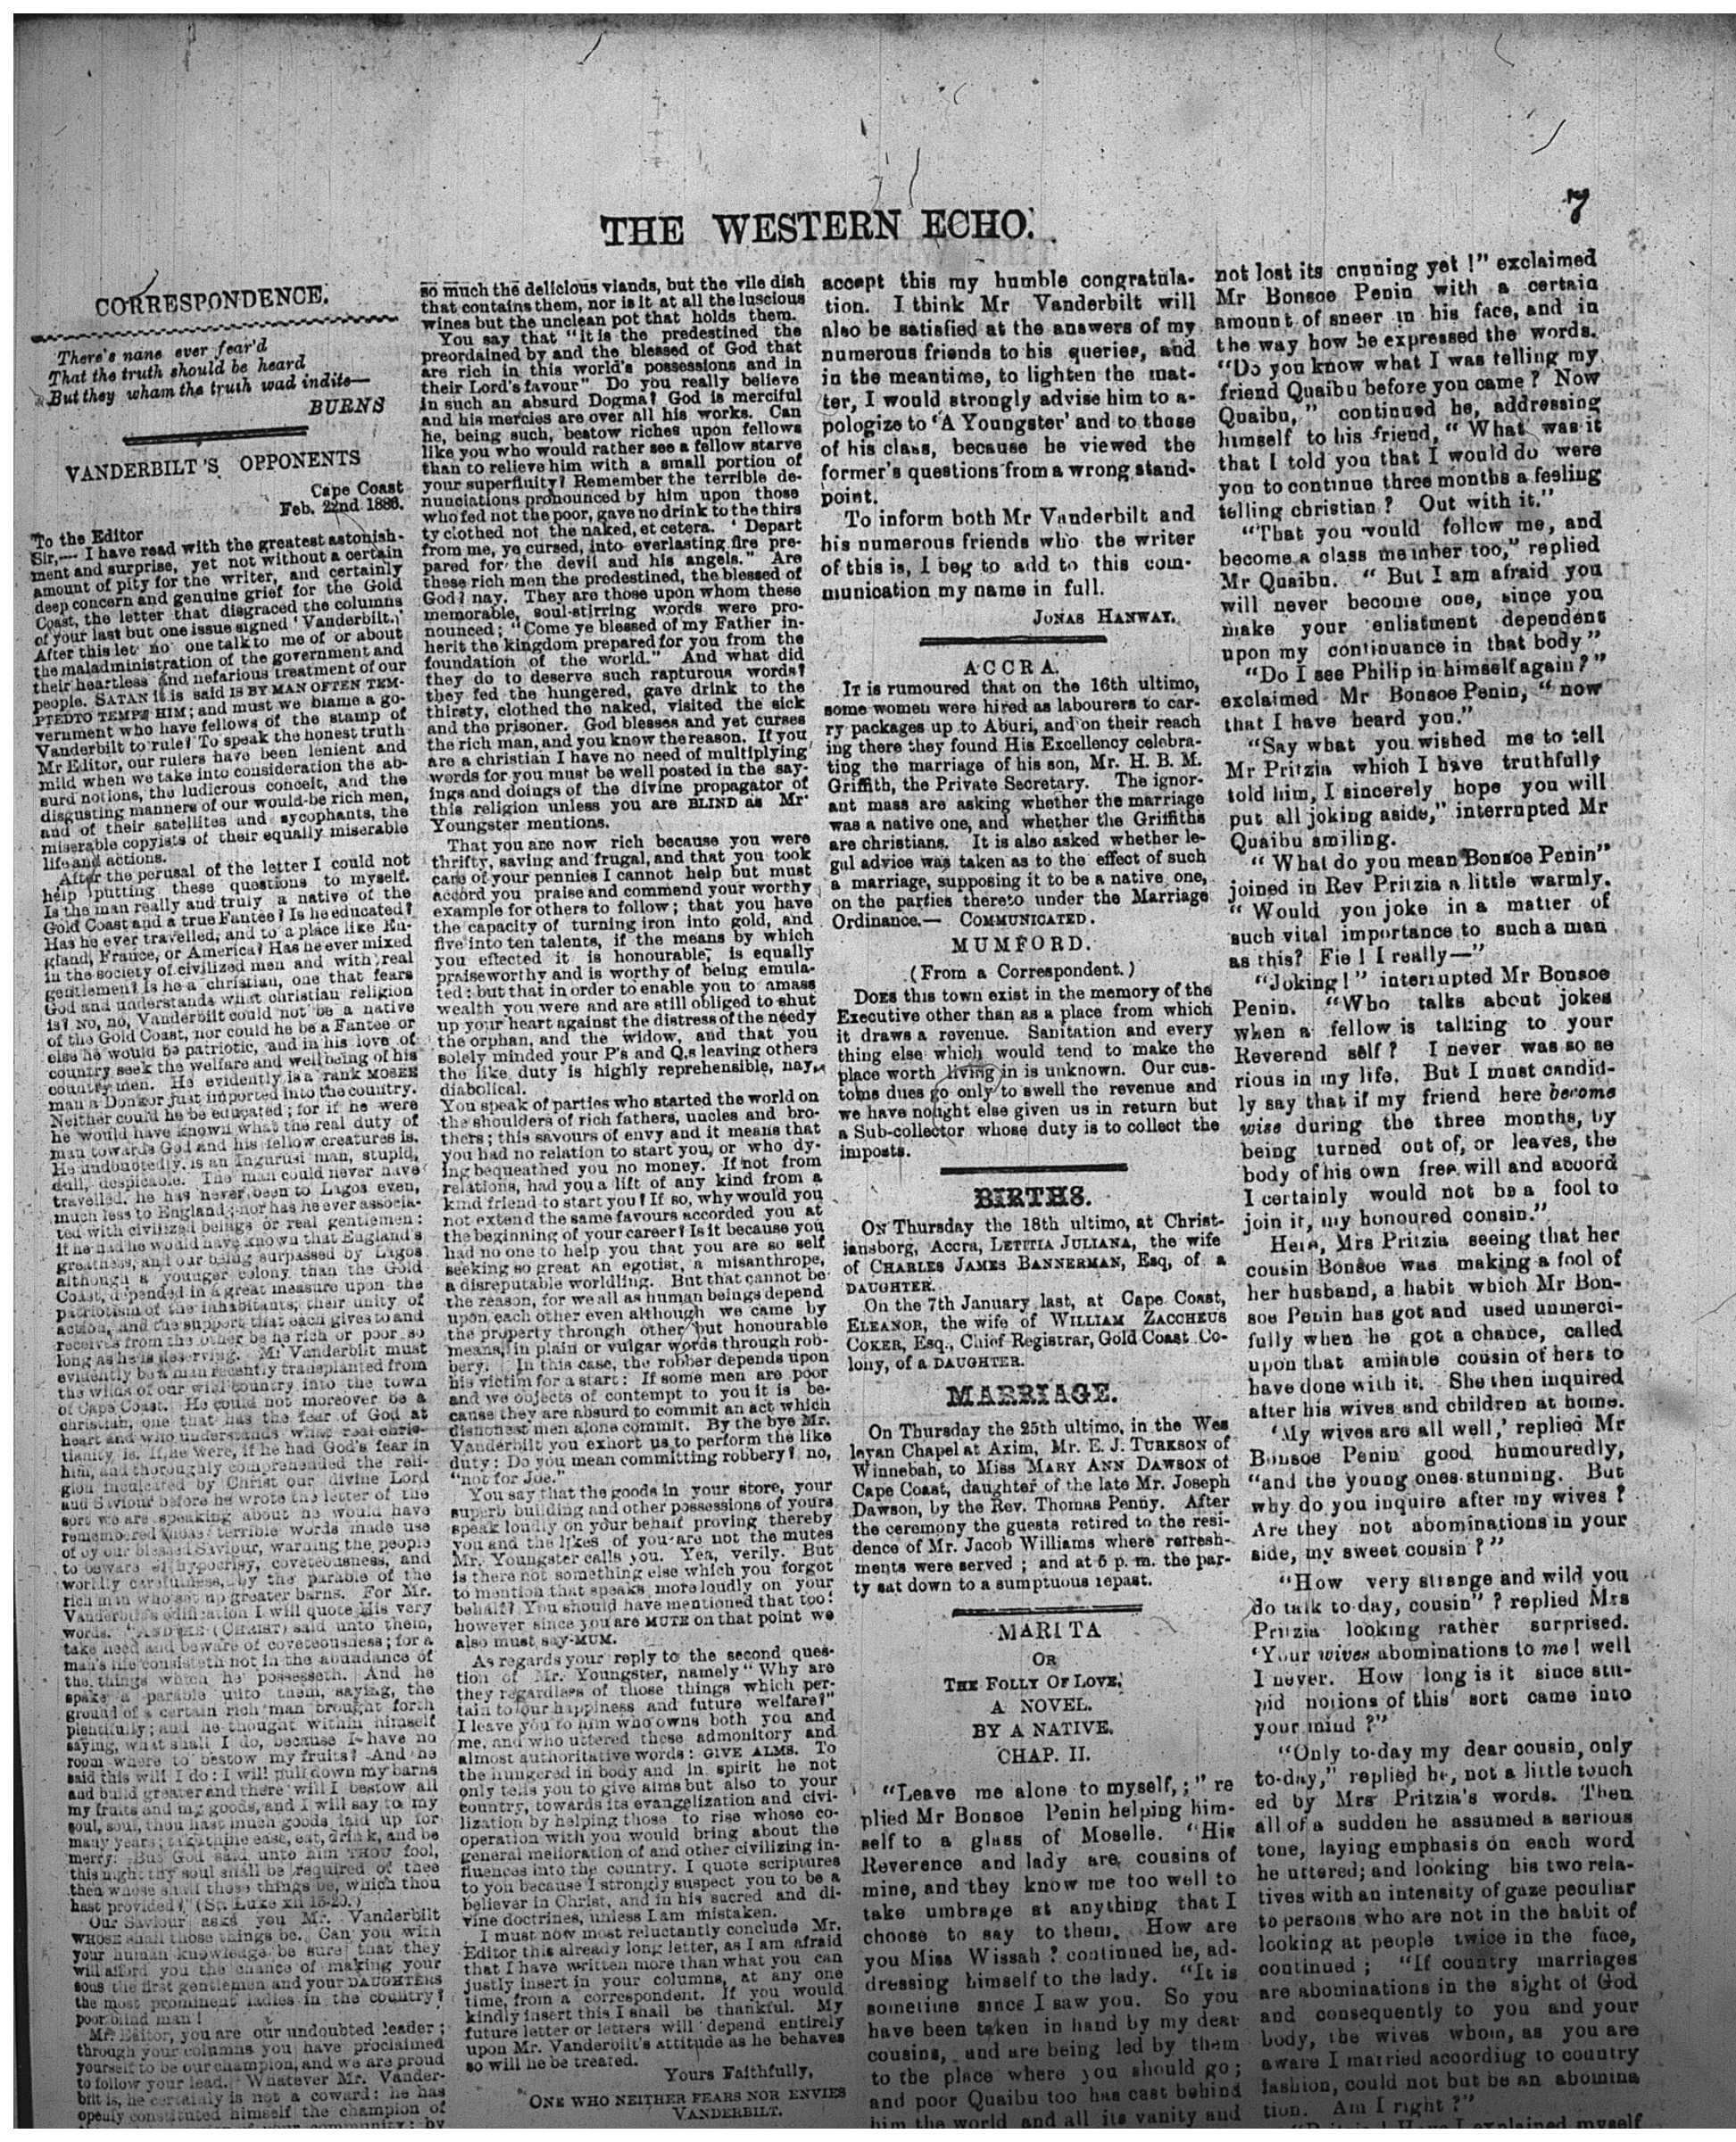 7
THE WESTERN ECHO.
CORRESPONDENCE.
There's nane ever fear'd
That the truth should be heard
But they wham the truth wad indite—
BURNS
VANDERBILT'S OPPONENTS
Cape Coast
Feb. 22nd 1886.
To the Editor
Sir,— I have read with the greatest astonish-
ment and surprise, yet not without a certain
amount of pity for the writer, and certainly
deep concern and genuine grief for the Gold
Coast, the letter that disgraced the columns
of your last but one issue signed 'Vanderbilt.'
After this let no one talk to me of or about
the maladministration of the government and
their heartless and nefarious treatment of our
people. SATAN it is said IS BY MAN OFTEN TEM-
PTEDTO TEMPT HIM; and must we blame a go-
vernment who have fellows of the stamp of
Vanderbilt to rule? To speak the honest truth
Mr Editor, our rulers have been lenient and
mild when we take into consideration the ab-
surd notions, the ludicrous conceit, and the
disgusting manners of our would-be rich men,
and of their satellites and sycophants, the
miserable copyists of their equally miserable
life and actions.
After the perusal of the letter I could not
help putting these questions to myself.
Is the man really and truly a native of the
Gold Coast and a true Fantee? Is he educated?
Has he ever travelled, and to a place like En-
gland, France, or America? Has he ever mixed
in the society of civilized men and with real
gentlemen? Is he a christian, one that fears
God and understands what christian religion
is? No, no, Vanderbilt could not be a native
of the Gold Coast, nor could he be a Fantee or
else he would be patriotic, and in his love of
country seek the welfare and wellbeing of his
countrymen. He evidently is a rank MOSEE
man a Donkor just imported into the country.
Neither could he be educated; for if he were
he would have known what the real duty of
man towards God and his fellow creatures is.
He undoubtedly is an Ingurusi man, stupid,
dull, despicable. The man could never have
travelled, he has never been to Lagos even,
much less to England; nor has he ever associa-
ted with civilized beings or real gentlemen:
if he had he would have known that England's
greatness, and our being surpassed by Lagos
although a younger colony than the Gold
Coast, depended in a great measure upon the
patriotism of the inhabitants, their unity of
action, and the support that each gives to and
receives from the other be he rich or poor so
long as he is deserving. Mr Vanderbilt must
evidently be a man recently transplanted from
the wilds of our wild country into the town
of Cape Coast. He could not moreover be a
christian, one that has the fear of God at
heart and who understands what real chris-
tianity is. If he were, if he had God's fear in
him, and thoroughly comprehended the reli-
gion inculcated by Christ our divine Lord
and Saviour before he wrote the letter of the
sort we are speaking about he would have
remembered those terrible words made use
of by our blessed Saviour, warning the people
to beware of hypocrisy, coveteousness, and
worldly carefulness, by the parable of the
rich man who set up greater barns. For Mr.
Vanderbilt's edification I will quote His very
words. "AND HE (CHRIST) said unto them,
take heed and beware of coveteousness; for a
man's life consisteth not in the abundance of
the things which he possesseth. And he
spake a parable unto them, saying, the
ground of a certain rich man brought forth
plentifully; and he thought within himself
saying, what shall I do, because I have no
room where to bestow my fruits? And he
said this will I do: I will pull down my barns
and build greater and there will I bestow all
my fruits and my goods, and I will say to my
soul, soul, thou hast much goods laid up for
many years; take thine ease, eat, drink, and be
merry. But God said unto him THOU fool,
this night thy soul shall be required of thee
then whose shall those things be, which thou
hast provided? (St. Luke xii 15-20.)
Our Saviour asks you Mr. Vanderbilt
WHOSE shall those things be. Can you with
your human knowledge be sure that they
will afford you the chance of making your
sons the first gentlemen and your DAUGHTERS
the most prominent ladies in the country?
poor blind man!
Mr. Editor, you are our undoubted leader;
through your columns you have proclaimed
yourself to be our champion, and we are proud
to follow your lead. Whatever Mr. Vander-
bilt is, he certainly is not a coward: he has
openly constituted himself the champion of
community; by
so much the delicious viands, but the vile dish
that contains them, nor is it at all the luscious
wines but the unclean pot that holds them.
You say that "it is the predestined the
preordained by and the blessed of God that
are rich in this world's possessions and in
their Lord's favour" Do you really believe
in such an absurd Dogma? God is merciful
and his mercies are over all his works. Can
he, being such, bestow riches upon fellows
like you who would rather see a fellow starve
than to relieve him with a small portion of
your superfluity? Remember the terrible de-
nunciations pronounced by him upon those
who fed not the poor, gave no drink to the thirs
ty clothed not the naked, et cetera. 'Depart
from me, ye cursed, into everlasting fire pre-
pared for the devil and his angels." Are
these rich men the predestined, the blessed of
God? nay. They are those upon whom these
memorable, soul-stirring words were pro-
nounced; "Come ye blessed of my Father in-
herit the kingdom prepared for you from the
foundation of the world." And what did
they do to deserve such rapturous words?
they fed the hungered, gave drink to the
thirsty, clothed the naked, visited the sick
and the prisoner. God blesses and yet curses
the rich man, and you know the reason. If you
are a christian I have no need of multiplying
words for you must be well posted in the say-
ings and doings of the divine propagator of
this religion unless you are BLIND as Mr
Youngster mentions.
That you are now rich because you were
thrifty, saving and frugal, and that you took
care of your pennies I cannot help but must
accord you praise and commend your worthy
example for others to follow; that you have
the capacity of turning iron into gold, and
five into ten talents, if the means by which
you effected it is honourable, is equally
praiseworthy and is worthy of being emula-
ted: but that in order to enable you to amass
wealth you were and are still obliged to shut
up your heart against the distress of the needy
the orphan, and the widow, and that you
solely minded your P's and Q,s leaving others
the like duty is highly reprehensible, nay,
diabolical.
You speak of parties who started the world on
the shoulders of rich fathers, uncles and bro-
thers; this savours of envy and it means that
you had no relation to start you, or who dy-
ing bequeathed you no money. If not from
relations, had you a lift of any kind from a
kind friend to start you? If so, why would you
not extend the same favours accorded you at
the beginning of your career? Is it because you
had no one to help you that you are so self
seeking so great an egotist, a misanthrope,
a disreputable worldling. But that cannot be
the reason, for we all as human beings depend
upon each other even although we came by
the property through other but honourable
means, in plain or vulgar words through rob-
bery. In this case, the robber depends upon
his victim for a start: If some men are poor
and we objects of contempt to you it is be-
cause they are absurd to commit an act which
dishonest men alone commit. By the bye Mr.
Vanderbilt you exhort us to perform the like
duty: Do you mean committing robbery? no,
"not for Joe."
You say that the goods in your store, your
superb building and other possessions of yours
speak loudly on your behalf proving thereby
you and the likes of you are not the mutes
Mr. Youngster calls you. Yea, verily. But
is there not something else which you forgot
to mention that speaks more loudly on your
behalf? You should have mentioned that too:
however since you are MUTE on that point we
also must say MUM.
As regards your reply to the second ques-
tion of Mr. Youngster, namely "Why are
they regardless of those things which per-
tain to our happiness and future welfare?"
I leave you to him who owns both you and
me, and who uttered these admonitory and
almost authoritative words: GIVE ALMS. To
the hungered in body and in spirit he not
only tells you to give alms but also to your
country, towards its evangelization and civi-
lization by helping those to rise whose co-
operation with you would bring about the
general melioration of and other civilizing in-
fluences into the country. I quote scriptures
to you because I strongly suspect you to be a
believer in Christ, and in his sacred and di-
vine doctrines, unless I am mistaken.
I must now most reluctantly conclude Mr.
Editor this already long letter, as I am afraid
that I have written more than what you can
justly insert in your columns, at any one
time, from a correspondent. If you would
kindly insert this I shall be thankful. My
future letter or letters will depend entirely
upon Mr. Vanderbilt's attitude as he behaves
so will he be treated.
Yours Faithfully,
"ONE WHO NEITHER FEARS NOR ENVIES
VANDERBILT.
accept this my humble congratula-
tion. I think Mr Vanderbilt will
also be satisfied at the answers of my
numerous friends to his queries, and
in the meantime, to lighten the mat-
ter, I would strongly advise him to a-
pologize to 'A Youngster' and to those
of his class, because he viewed the
former's questions from a wrong stand-
point.
To inform both Mr Vanderbilt and
his numerous friends who the writer
of this is, I beg to add to this com-
munication my name in full.
JONAS HANWAY.
ACCRA.
IT is rumoured that on the 16th ultimo,
some women were hired as labourers to car-
ry packages up to Aburi, and on their reach
ing there they found His Excellency celebra-
ting the marriage of his son, Mr. H. B. M.
Griffith, the Private Secretary. The ignor-
ant mass are asking whether the marriage
was a native one, and whether the Griffiths
are christians. It is also asked whether le-
gal advice was taken as to the effect of such
a marriage, supposing it to be a native one,
on the parties thereto under the Marriage
Ordinance.— COMMUNICATED.
MUMFORD.
(From a Correspondent.)
DOES this town exist in the memory of the
Executive other than as a place from which
it draws a revenue. Sanitation and every
thing else which would tend to make the
place worth living in is unknown. Our cus-
toms dues go only to swell the revenue and
we have nought else given us in return but
a Sub-collector whose duty is to collect the
imposts.
BIRTHS.
ON Thursday the 18th ultimo, at Christ-
iansborg, Accra, LETITIA JULIANA, the wife
of CHARLES JAMES BANNERMAN, Esq, of a
DAUGHTER.
On the 7th January last, at Cape Coast,
ELEANOR, the wife of WILLIAM ZACCHEUS
COKER, Esq., Chief Registrar, Gold Coast Co-
lony, of a DAUGHTER.
MARRIAGE.
On Thursday the 25th ultimo, in the Wes
leyan Chapel at Axim, Mr. E. J. TURKSON of
Winnebah, to Miss MARY ANN DAWSON of
Cape Coast, daughter of the late Mr. Joseph
Dawson, by the Rev. Thomas Penny. After
the ceremony the guests retired to the resi-
dence of Mr. Jacob Williams where refresh-
ments were served; and at 5 p. m. the par-
ty sat down to a sumptuous repast.
MARITA
OR
THE FOLLY OF LOVE.
A NOVEL.
BY A NATIVE.
CHAP. II.
"Leave me alone to myself,;" re
plied Mr Bonsoe Penin helping him-
self to a glass of Moselle. "His
Reverence and lady are cousins of
mine, and they know me too well to
take umbrage at anything that I
choose to say to them. How are
you Miss Wissah? continued he, ad-
dressing himself to the lady. "It is
sometime since I saw you. So you
have been taken in hand by my dear
cousins, and are being led by them
to the place where you should go;
and poor Quaibu too has cast behind
him the world and all its vanity and
not lost its cnuning yet!" exclaimed
Mr Bonsoe Penin with a certain
amount of sneer in his face, and in
the way how he expressed the words.
"Do you know what I was telling my
friend Quaibu before you came? Now
Quaibu," continued he, addressing
himself to his friend, "What was it
that I told you that I would do were
you to continue three months a feeling
telling christian? Out with it."
"That you would follow me, and
become a class member too," replied
Mr Quaibu. "But I am afraid you
will never become one, since you
make your enlistment dependent
upon my continuance in that body"
"Do I see Philip in himself again?"
exclaimed Mr Bonsoe Penin, "now
that I have heard you."
"Say what you wished me to tell
Mr Pritzia which I have truthfully
told him, I sincerely hope you will
put all joking aside," interrupted Mr
Quaibu smiling.
"What do you mean Bonsoe Penin"
joined in Rev Pritzia a little warmly.
"Would you joke in a matter of
such vital importance to such a man
as this? Fie! I really—"
"Joking!" interrupted Mr Bonsoe
Penin. "Who talks about jokes
when a fellow is talking to your
Reverend self? I never was so se
rious in my life. But I must candid-
ly say that if my friend here become
wise during the three months, by
being turned out of, or leaves, the
body of his own free will and accord
I certainly would not be a fool to
join it, my honoured cousin."
Here, Mrs Pritzia seeing that her
cousin Bonsoe was making a fool of
her husband, a habit which Mr Bon-
soe Penin has got and used unmerci-
fully when he got a chance, called
upon that amiable cousin of hers to
have done with it. She then inquired
after his wives and children at home.
'My wives are all well,' replied Mr
Bonsoe Penin good humouredly,
"and the young ones stunning. But
why do you inquire after my wives?
Are they not abominations in your
side, my sweet cousin?"
"How very strange and wild you
do talk to-day, cousin"? replied Mrs
Pritzia looking rather surprised.
'Your wives abominations to me! well
I never. How long is it since stu-
pid notions of this sort came into
your mind?"
"Only to-day my dear cousin, only
to-day," replied he, not a little touch
ed by Mrs Pritzia's words. Then
all of a sudden he assumed a serious
tone, laying emphasis on each word
he uttered; and looking his two rela-
tives with an intensity of gaze peculiar
to persons who are not in the habit of
looking at people twice in the face,
continued; "If country marriages
are abominations in the sight of God
and consequently to you and your
body, the wives whom, as you are
aware I married according to country
fashion, could not but be an abomina
tion. Am I right?"
explained myself